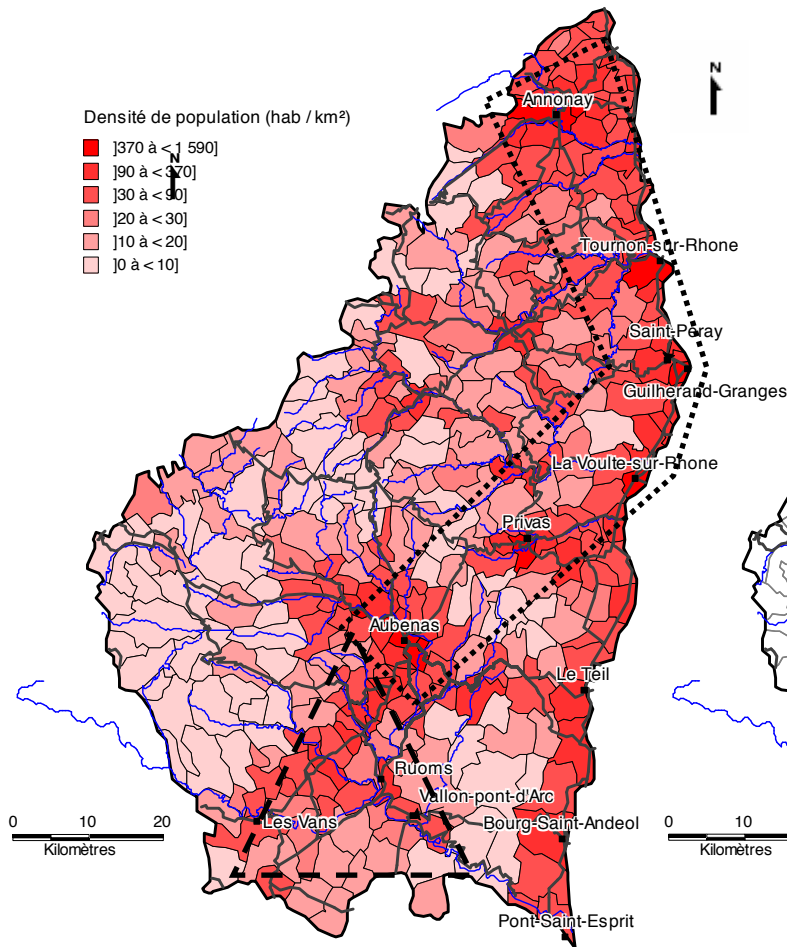 N
Annonay
Densité de population (hab / km²)
]370 à < 1 590]
]90 à < 370]
N
]30 à < 90]
]20 à < 30]
]10 à < 20]
]0 à < 10]
Tournon-sur-Rhone
Saint-Peray
Guilherand-Granges
La Voulte-sur-Rhone
Privas
Aubenas
Le Teil
Ruoms
Vallon-pont-d'Arc
Les Vans
Bourg-Saint-Andeol
0 10 20
Kilomètres
0 10
Kilomètres
Pont-Saint-Esprit